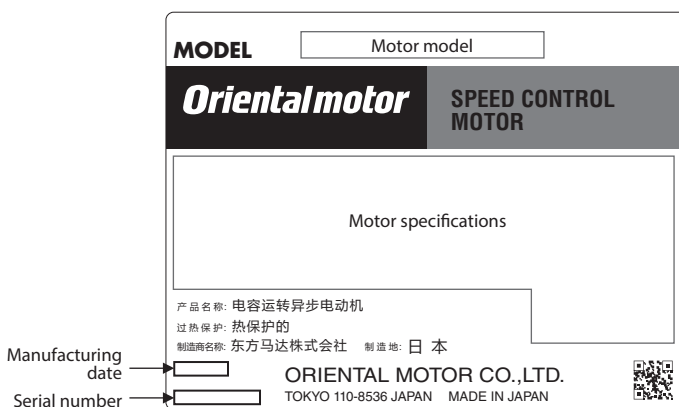 MODEL Motor model
Orientalmotor SPEED CONTROL
MOTOR
Motor specifications
产品名称: 电容运转异步电动机
过热保护: 热保护的
制造商名称: 东方马达株式会社 制造地: 日 本
Manufacturing
date
Serial number
ORIENTAL MOTOR CO.,LTD.
TOKYO 110-8536 JAPAN MADE IN JAPAN